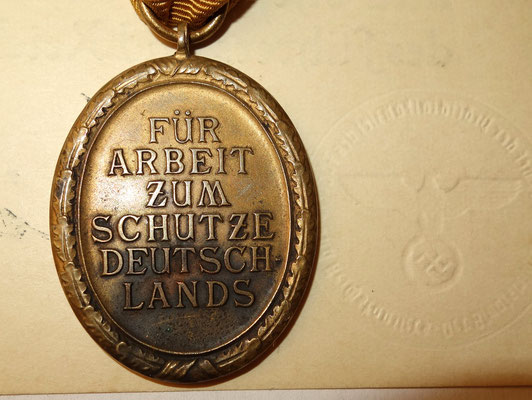 FÜR
ARBEIT
ZUM
SCHUTZE
DEUTSCH-
LANDS